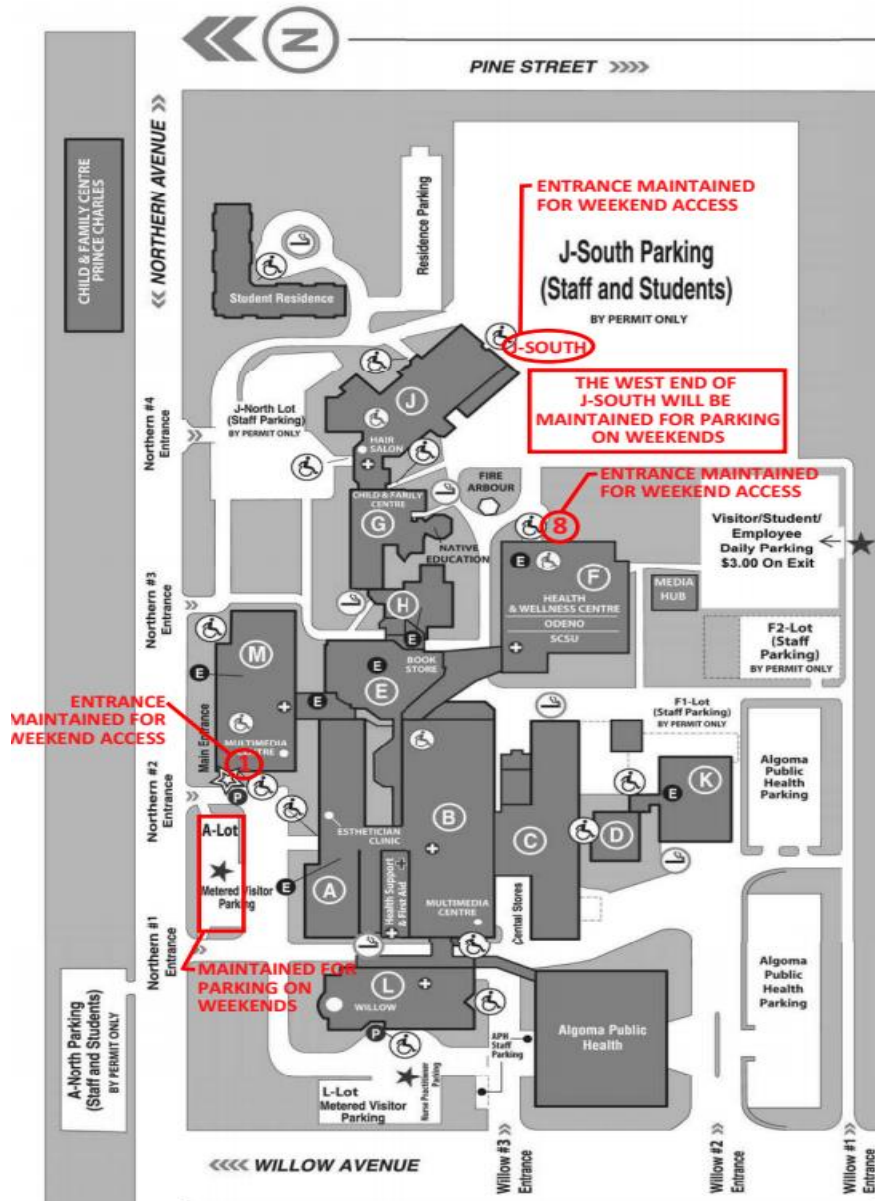 N
PINE STREET >>>>
<< NORTHERN AVENUE >>
CHILD & FAMILY CENTRE
PRINCE CHARLES
Student Residence
Residence Parking
ENTRANCE MAINTAINED
FOR WEEKEND ACCESS
J-South Parking
(Staff and Students)
BY PERMIT ONLY
J-SOUTH
THE WEST END OF
J-SOUTH WILL BE
MAINTAINED FOR PARKING
ON WEEKENDS
Northern #4
Entrance
J-North Lot
(Staff Parking)
BY PERMIT ONLY
J
HAIR
SALON
CHILD & FARILY
CENTRE
G
FIRE
ARBOUR
NATIVE
EDUCATION
ENTRANCE MAINTAINED
FOR WEEKEND ACCESS
8
E
F
HEALTH
& WELLNESS CENTRE
ODENO
SCSU
Visitor/Student/
Employee
Daily Parking
$3.00 On Exit
MEDIA
HUB
F2-Lot
(Staff
Parking)
BY PERMIT ONLY
Northern #3
Entrance
H
E
M
E
BOOK
STORE
E
E
E
ENTRANCE
MAINTAINED FOR
WEEKEND ACCESS
Main Entrance
MULTIMEDIA
CENTRE
1
P
Northern #2
Entrance
A-Lot
Metered Visitor
Parking
ESTHETICIAN
CLINIC
E
A
B
Health Support
& First Aid
MULTIMEDIA
CENTRE
C
Cental Stores
D
F1-Lot
(Staff Parking)
BY PERMIT ONLY
E
K
Algoma
Public
Health
Parking
Northern #1
Entrance
MAINTAINED FOR
PARKING ON
WEEKENDS
L
WILLOW
P
A-North Parking
(Staff and Students)
BY PERMIT ONLY
L-Lot
Metered Visitor
Parking
Nurse Practitioner
Parking
APH
Staff
Parking
Algoma Public
Health
Algoma
Public
Health
Parking
<<<< WILLOW AVENUE
Willow #3 >>
Entrance
Willow #2 >>
Entrance
Willow #1 >>
Entrance